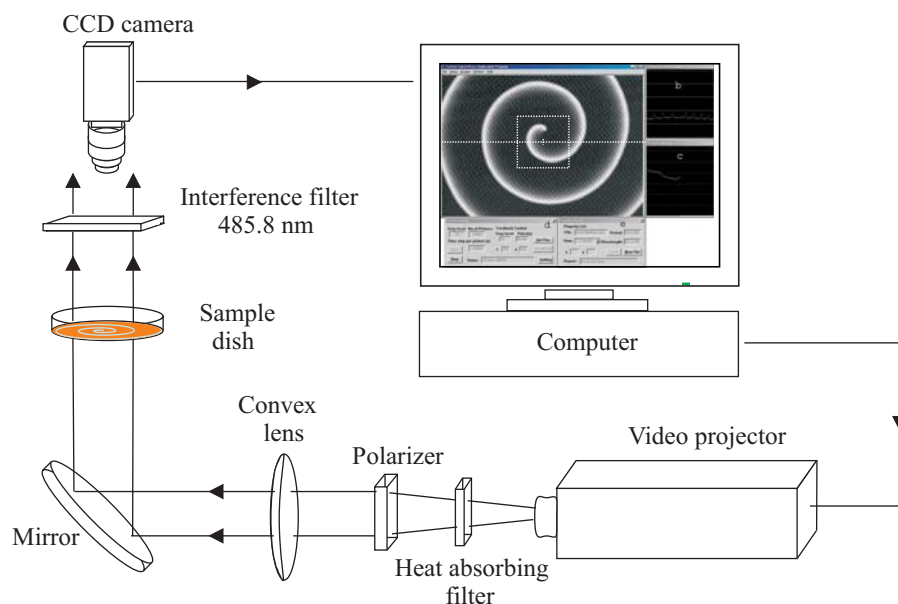 CCD camera
b
c
d
e
Interference filter
485.8 nm
Sample
dish
Computer
Convex
lens
Video projector
Polarizer
Mirror
Heat absorbing
filter